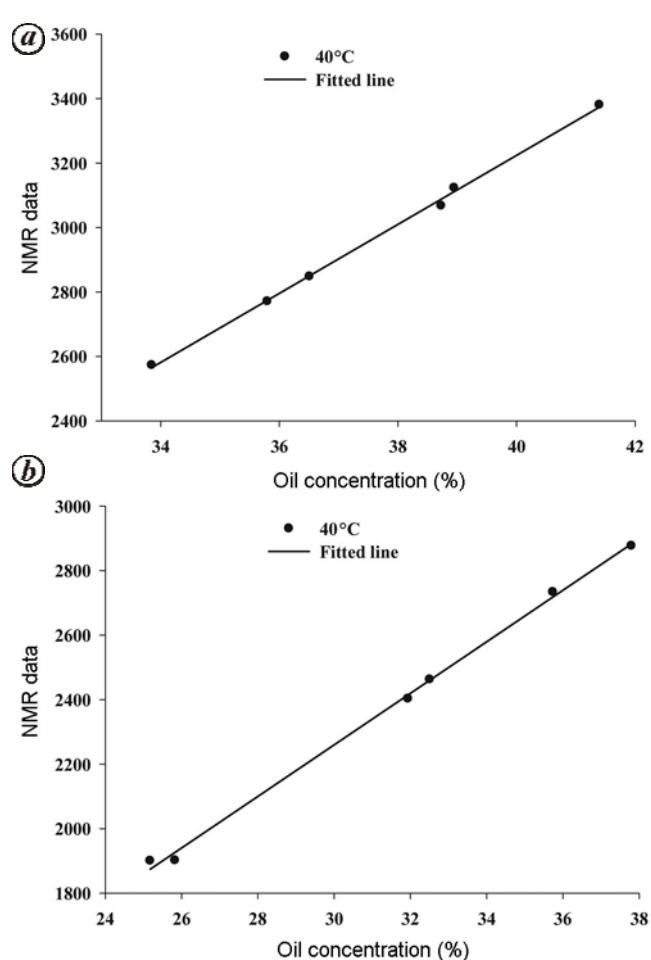 a
3600
40°C
Fitted line
3400
3200
3000
2800
2600
2400
NMR data
34 36 38 40 42
Oil concentration (%)
b
3000
40°C
Fitted line
2800
2600
2400
2200
2000
1800
NMR data
24 26 28 30 32 34 36 38
Oil concentration (%)